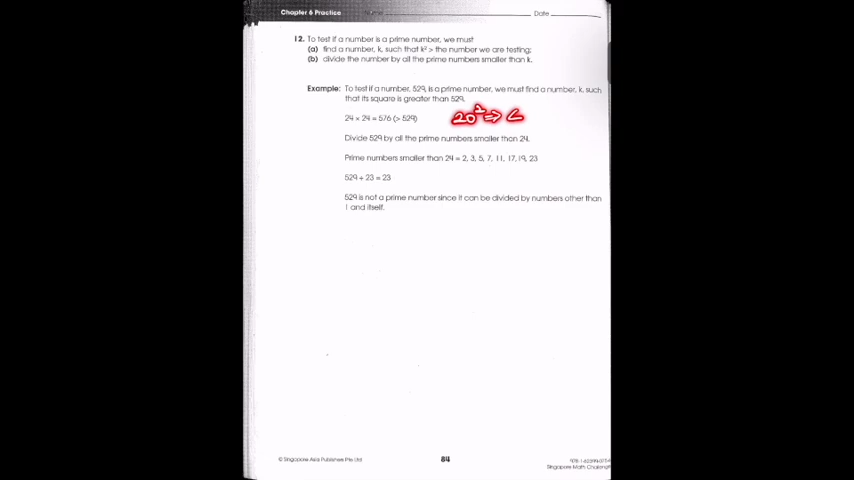 Chapter 6 Practice
Date
12. To test if a number is a prime number, we must
(a) find a number, k, such that k² > the number we are testing;
(b) divide the number by all the prime numbers smaller than k.
Example: To test if a number, 529, is a prime number, we must find a number, k, such
that its square is greater than 529.
24 × 24 = 576 (> 529)
20² ⇒ <
Divide 529 by all the prime numbers smaller than 24.
Prime numbers smaller than 24 = 2, 3, 5, 7, 11, 17, 19, 23
529 ÷ 23 = 23
529 is not a prime number since it can be divided by numbers other than
1 and itself.
© Singapore Asia Publishers Pte Ltd
84
Singapore Math